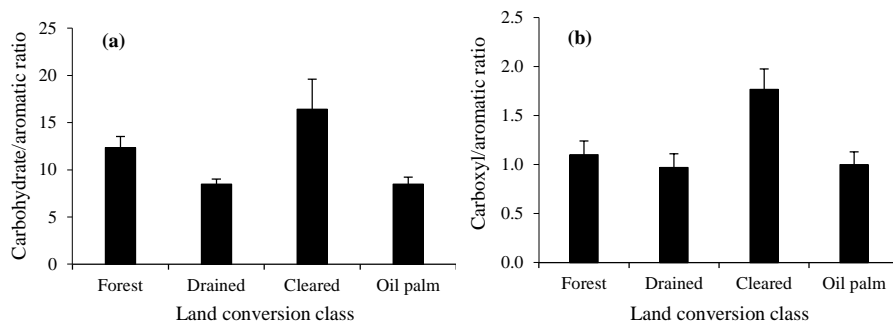 (a)
Carbohydrate/aromatic ratio
25
20
15
10
5
0
Forest Drained Cleared Oil palm
Land conversion class
(b)
Carboxyl/aromatic ratio
2.5
2.0
1.5
1.0
0.5
0.0
Forest Drained Cleared Oil palm
Land conversion class